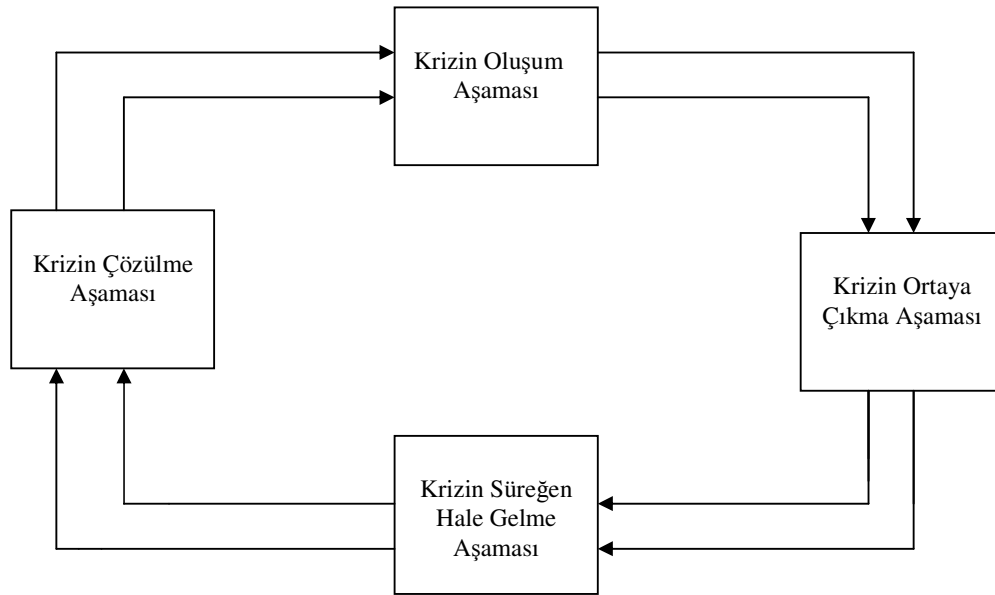 Krizin Oluşum
Aşaması
Krizin Çözülme
Aşaması
Krizin Ortaya
Çıkma Aşaması
Krizin Süreğen
Hale Gelme
Aşaması